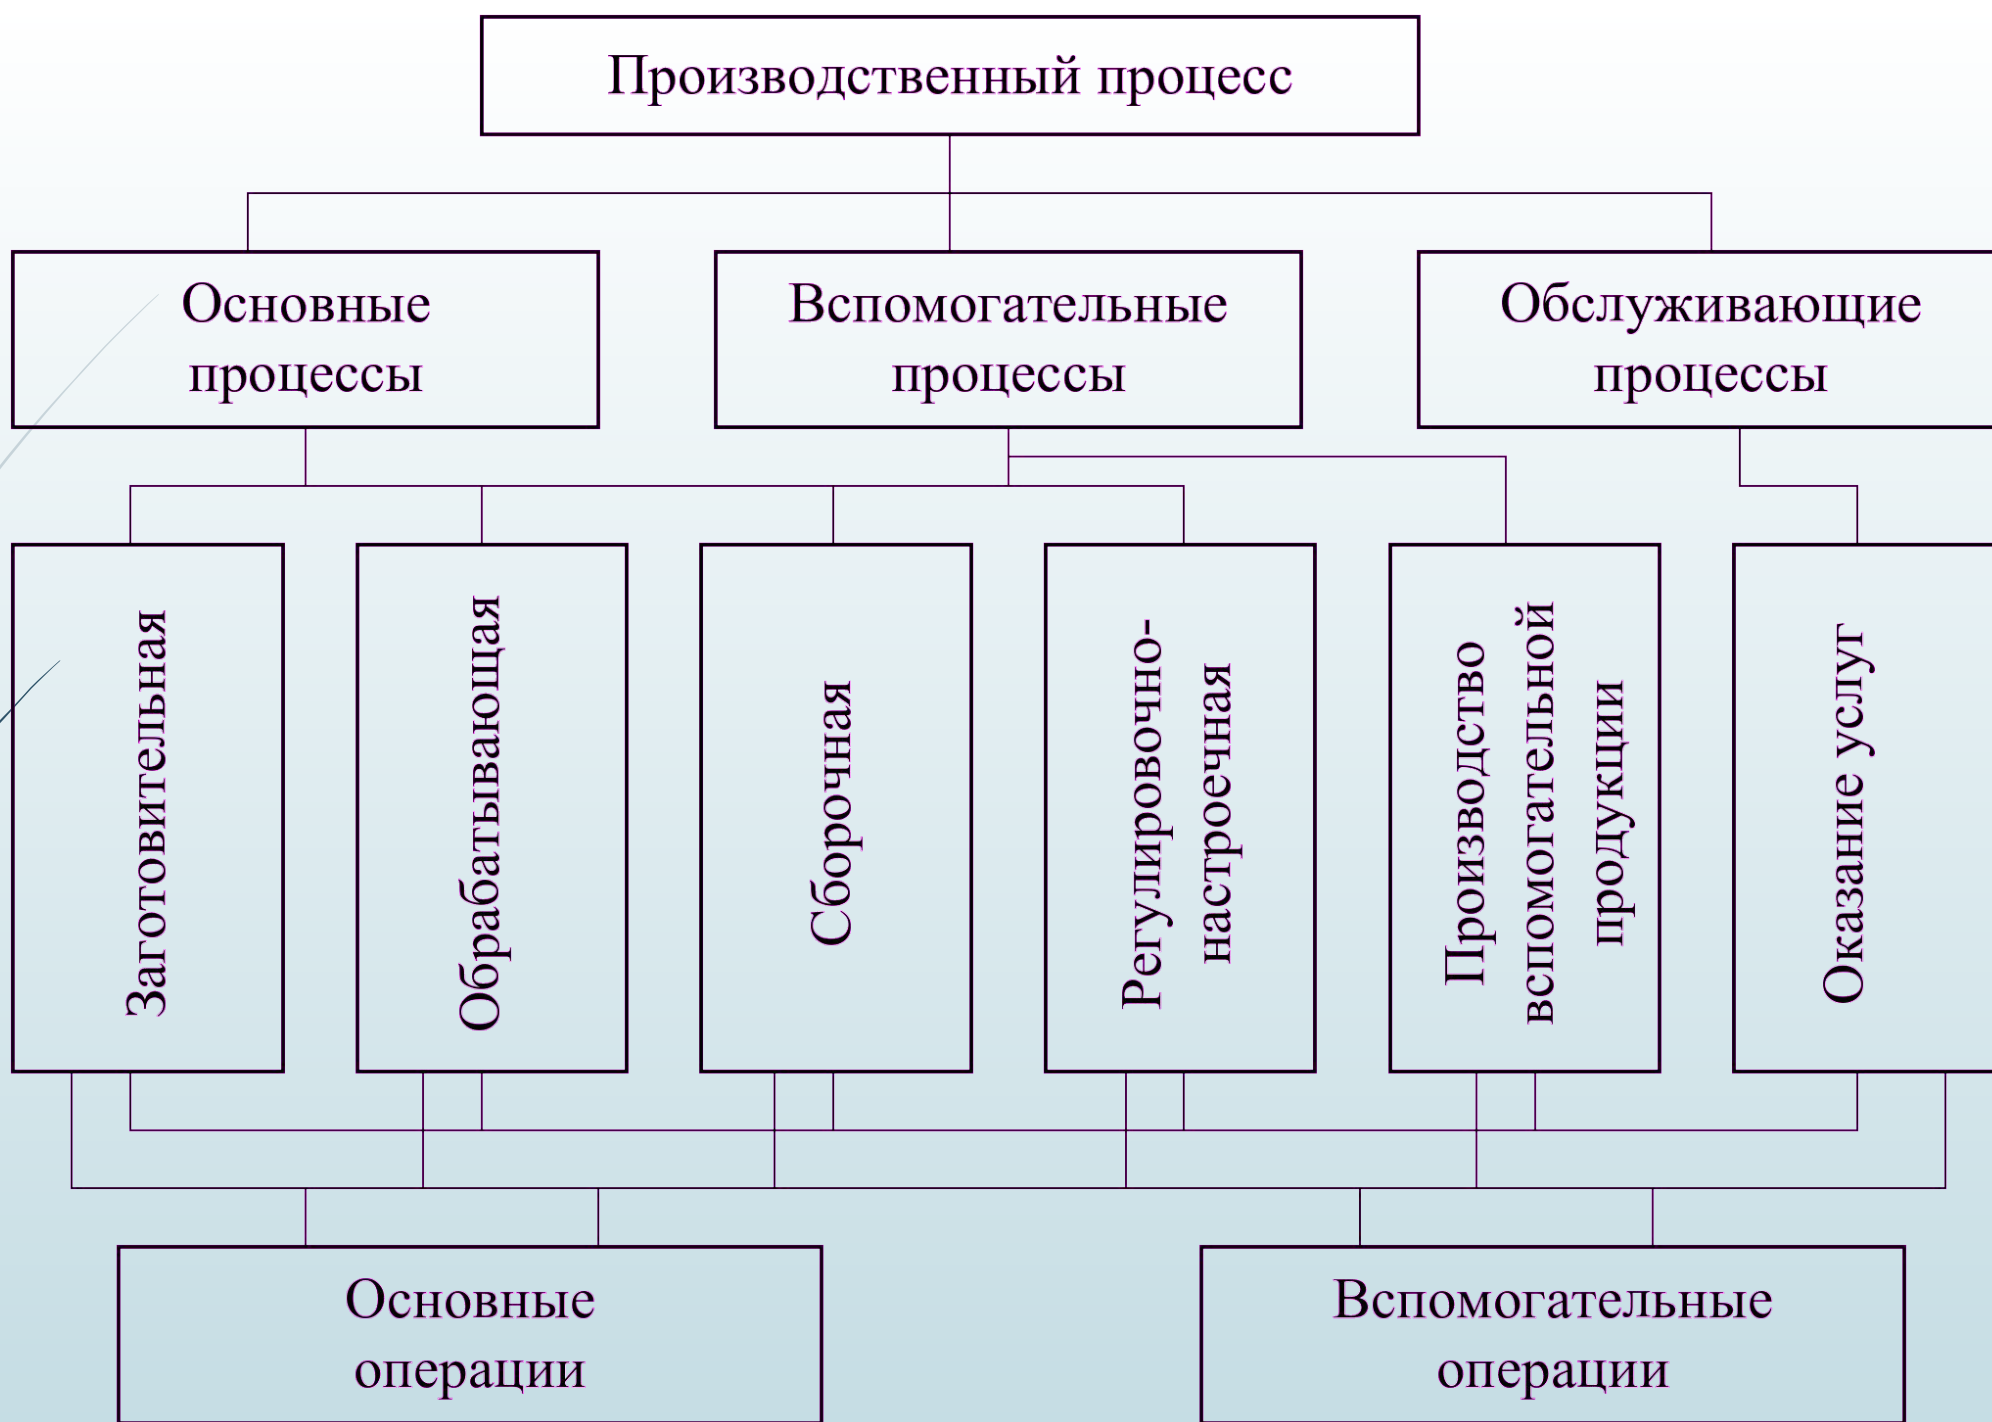 Производственный процесс
Основные
процессы
Вспомогательные
процессы
Обслуживающие
процессы
Заготовительная
Обрабатывающая
Сборочная
Регулировочно-
настроечная
Производство
вспомогательной
продукции
Оказание услуг
Основные
операции
Вспомогательные
операции